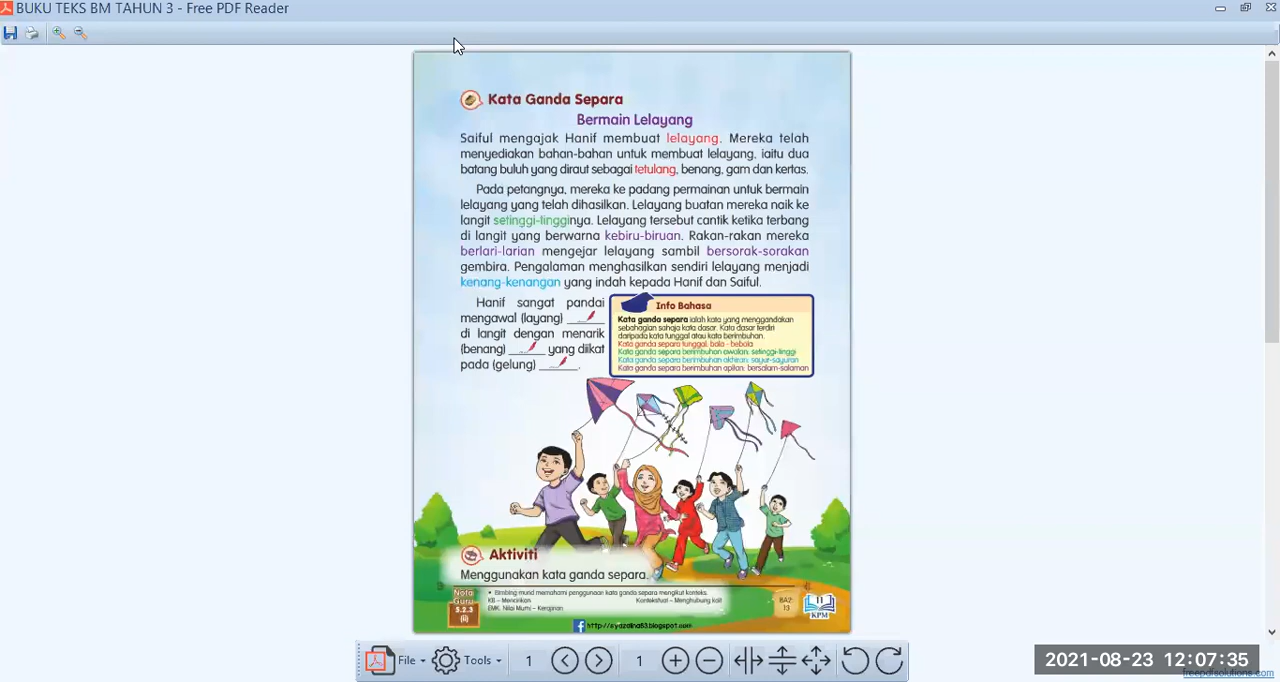 BUKU TEKS BM TAHUN 3 - Free PDF Reader
Kata Ganda Separa
Bermain Lelayang
Saiful mengajak Hanif membuat lelayang. Mereka telah
menyediakan bahan-bahan untuk membuat lelayang, iaitu dua
batang buluh yang diraut sebagai tetulang, benang, gam dan kertas.
Pada petangnya, mereka ke padang permainan untuk bermain
lelayang yang telah dihasilkan. Lelayang buatan mereka naik ke
langit setinggi-tingginya. Lelayang tersebut cantik ketika terbang
di langit yang berwarna kebiru-biruan. Rakan-rakan mereka
berlari-larian mengejar lelayang sambil bersorak-sorakan
gembira. Pengalaman menghasilkan sendiri lelayang menjadi
kenang-kenangan yang indah kepada Hanif dan Saiful.
Hanif sangat pandai
mengawal (layang) ____
di langit dengan menarik
(benang) ____ yang diikat
pada (gelung) ____.
Info Bahasa
Kata ganda separa ialah kata yang menggandakan
sebahagian sahaja kata dasar. Kata dasar terdiri
daripada kata tunggal atau kata berimbuhan.
Kata ganda separa tunggal: bola - bebola
Kata ganda separa berimbuhan awalan: setinggi-tinggi
Kata ganda separa berimbuhan akhiran: sayur-sayuran
Kata ganda separa berimbuhan apitan: bersalam-salaman
Aktiviti
Menggunakan kata ganda separa.
Nota
Guru
5.2.3
(ii)
• Bimbing murid memahami penggunaan kata ganda separa mengikut konteks.
KB – Mencirikan
Kontekstual – Menghubung kait
EMK: Nilai Murni – Kerajinan
BA2:
13
11
KPM
http://syazalina83.blogspot.com
File
Tools
1
1
2021-08-23 12:07:35
freepdfsolutions.com